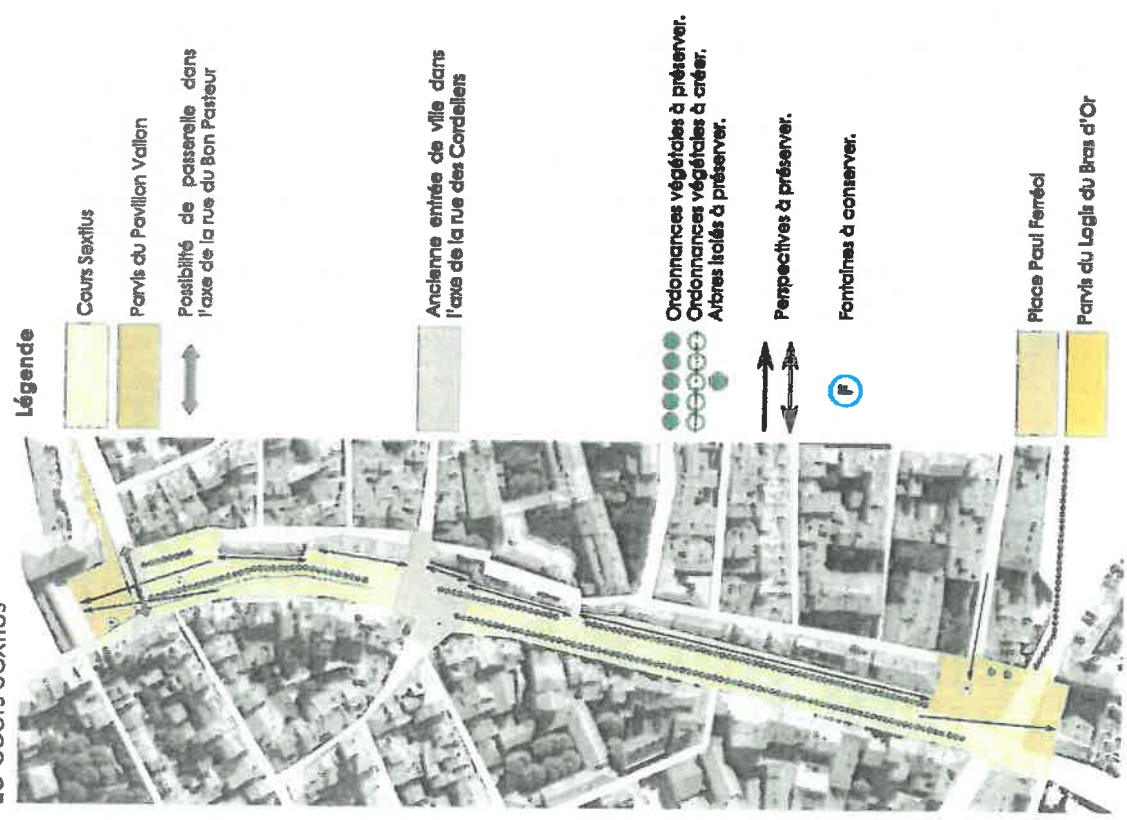 Légende
Cours Sextius
Parvis du Pavillon Vallon
Possibilité de passerelle dans
l'axe de la rue du Bon Pasteur
Ancienne entrée de ville dans
l'axe de la rue des Cordeliers
Ordonnances végétales à préserver.
Ordonnances végétales à créer.
Arbres isolés à préserver.
Perspectives à préserver.
F
Fontaines à conserver.
Place Paul Ferréol
Parvis du Logis du Bras d'Or